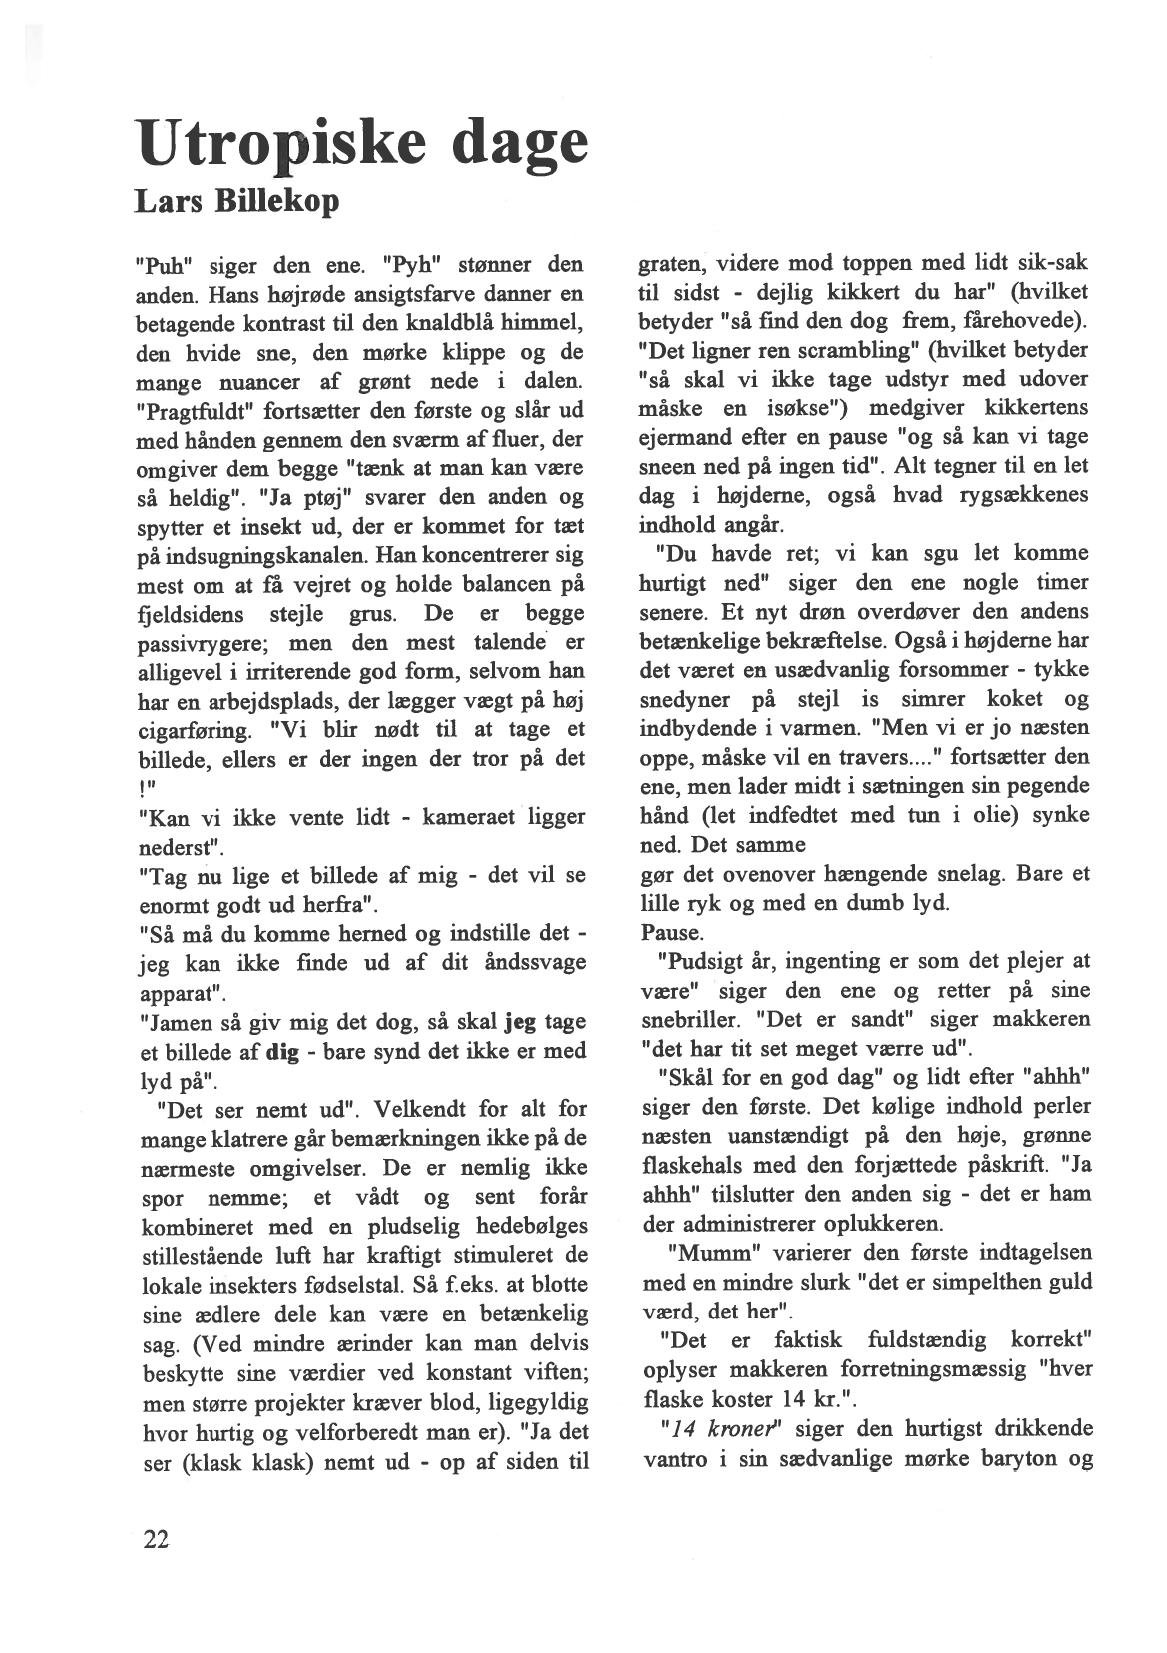 Utropiske dage
Lars Billekop
"Puh" siger den ene. "Pyh" stønner den
anden. Hans højrøde ansigtsfarve danner en
betagende kontrast til den knaldblå himmel,
den hvide sne, den mørke klippe og de
mange nuancer af grønt nede i dalen.
"Pragtfuldt" fortsætter den første og slår ud
med hånden gennem den sværm af fluer, der
omgiver dem begge "tænk at man kan være
så heldig". "Ja ptøj" svarer den anden og
spytter et insekt ud, der er kommet for tæt
på indsugningskanalen. Han koncentrerer sig
mest om at få vejret og holde balancen på
fjeldsidens stejle grus. De er begge
passivrygere; men den mest talende er
alligevel i irriterende god form, selvom han
har en arbejdsplads, der lægger vægt på høj
cigarføring. "Vi blir nødt til at tage et
billede, ellers er der ingen der tror på det
!"
"Kan vi ikke vente lidt - kameraet ligger
nederst".
"Tag nu lige et billede af mig - det vil se
enormt godt ud herfra".
"Så må du komme herned og indstille det -
jeg kan ikke finde ud af dit åndssvage
apparat".
"Jamen så giv mig det dog, så skal jeg tage
et billede af dig - bare synd det ikke er med
lyd på".
"Det ser nemt ud". Velkendt for alt for
mange klatrere går bemærkningen ikke på de
nærmeste omgivelser. De er nemlig ikke
spor nemme; et vådt og sent forår
kombineret med en pludselig hedebølges
stillestående luft har kraftigt stimuleret de
lokale insekters fødselstal. Så f.eks. at blotte
sine ædlere dele kan være en betænkelig
sag. (Ved mindre ærinder kan man delvis
beskytte sine værdier ved konstant viften;
men større projekter kræver blod, ligegyldig
hvor hurtig og velforberedt man er). "Ja det
ser (klask klask) nemt ud - op af siden til
graten, videre mod toppen med lidt sik-sak
til sidst - dejlig kikkert du har" (hvilket
betyder "så find den dog frem, fårehovede).
"Det ligner ren scrambling" (hvilket betyder
"så skal vi ikke tage udstyr med udover
måske en isøkse") medgiver kikkertens
ejermand efter en pause "og så kan vi tage
sneen ned på ingen tid". Alt tegner til en let
dag i højderne, også hvad rygsækkenes
indhold angår.
"Du havde ret; vi kan sgu let komme
hurtigt ned" siger den ene nogle timer
senere. Et nyt drøn overdøver den andens
betænkelige bekræftelse. Også i højderne har
det været en usædvanlig forsommer - tykke
snedyner på stejl is simrer koket og
indbydende i varmen. "Men vi er jo næsten
oppe, måske vil en travers...." fortsætter den
ene, men lader midt i sætningen sin pegende
hånd (let indfedtet med tun i olie) synke
ned. Det samme
gør det ovenover hængende snelag. Bare et
lille ryk og med en dumb lyd.
Pause.
"Pudsigt år, ingenting er som det plejer at
være" siger den ene og retter på sine
snebriller. "Det er sandt" siger makkeren
"det har tit set meget værre ud".
"Skål for en god dag" og lidt efter "ahhh"
siger den første. Det kølige indhold perler
næsten uanstændigt på den høje, grønne
flaskehals med den forjættede påskrift. "Ja
ahhh" tilslutter den anden sig - det er ham
der administrerer oplukkeren.
"Mumm" varierer den første indtagelsen
med en mindre slurk "det er simpelthen guld
værd, det her".
"Det er faktisk fuldstændig korrekt"
oplyser makkeren forretningsmæssig "hver
flaske koster 14 kr.".
"14 kroner" siger den hurtigst drikkende
vantro i sin sædvanlige mørke baryton og
22